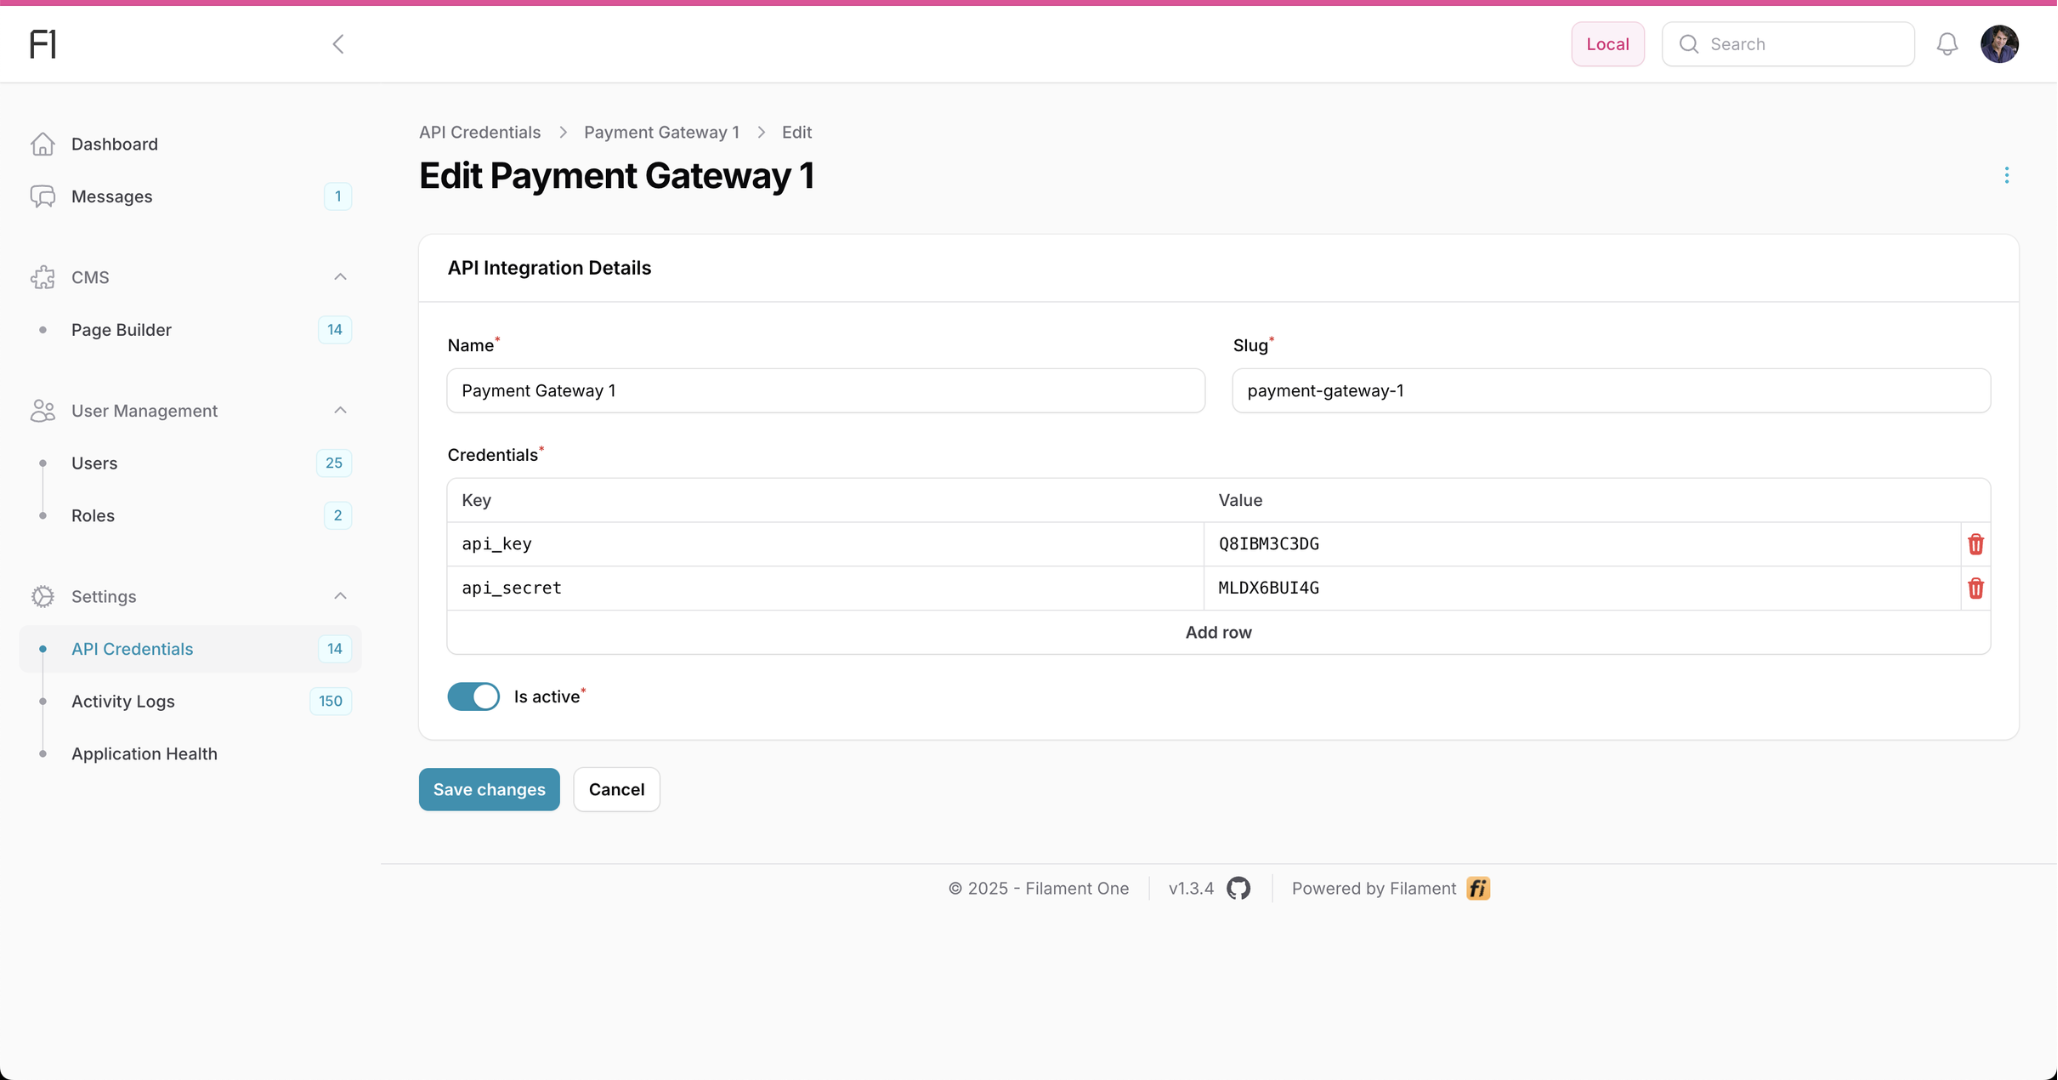 F1
Local
Search
Dashboard
Messages 1
CMS
Page Builder 14
User Management
Users 25
Roles 2
Settings
API Credentials 14
Activity Logs 150
Application Health
API Credentials > Payment Gateway 1 > Edit
Edit Payment Gateway 1
API Integration Details
Name* Slug*
Payment Gateway 1 payment-gateway-1
Credentials*
Key Value
api_key Q8IBM3C3DG
api_secret MLDX6BUI4G
Add row
Is active*
Save changes Cancel
© 2025 - Filament One v1.3.4 Powered by Filament fi